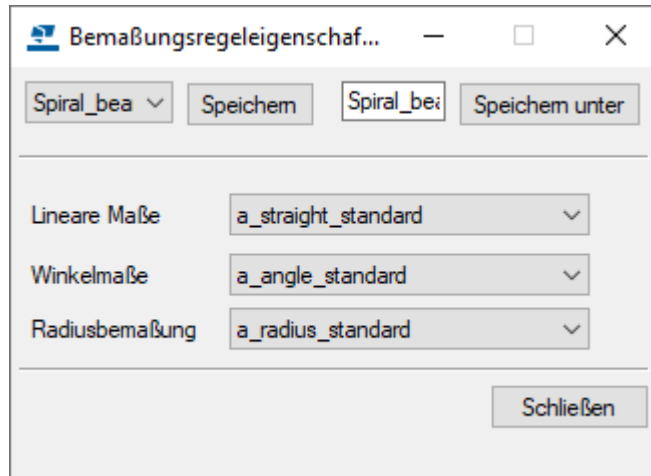 Bemaßungsregeleigenschaf...
Spiral_bea Speichern Spiral_bea Speichern unter
Lineare Maße a_straight_standard
Winkelmaße a_angle_standard
Radiusbemaßung a_radius_standard
Schließen